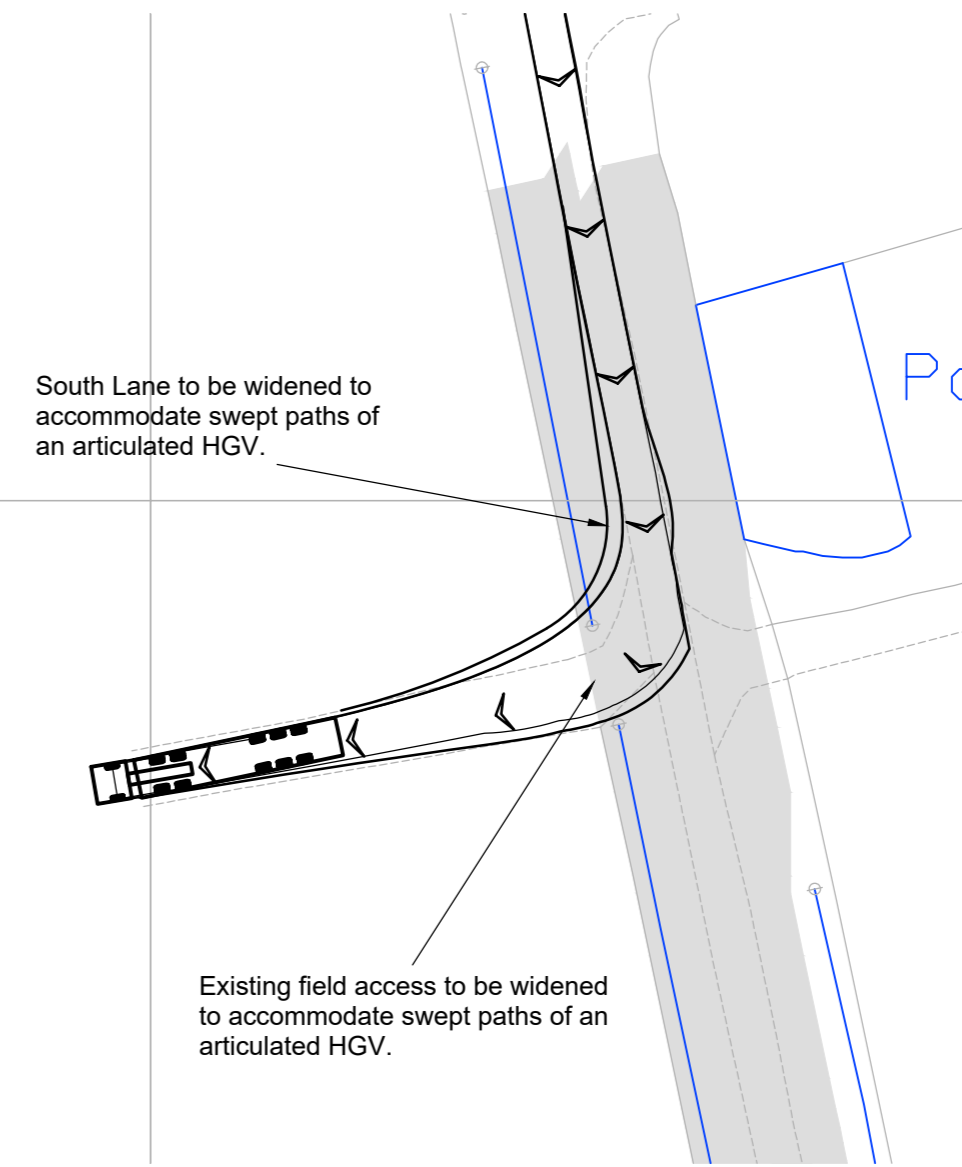 South Lane to be widened to
accommodate swept paths of
an articulated HGV.
Existing field access to be widened
to accommodate swept paths of an
articulated HGV.